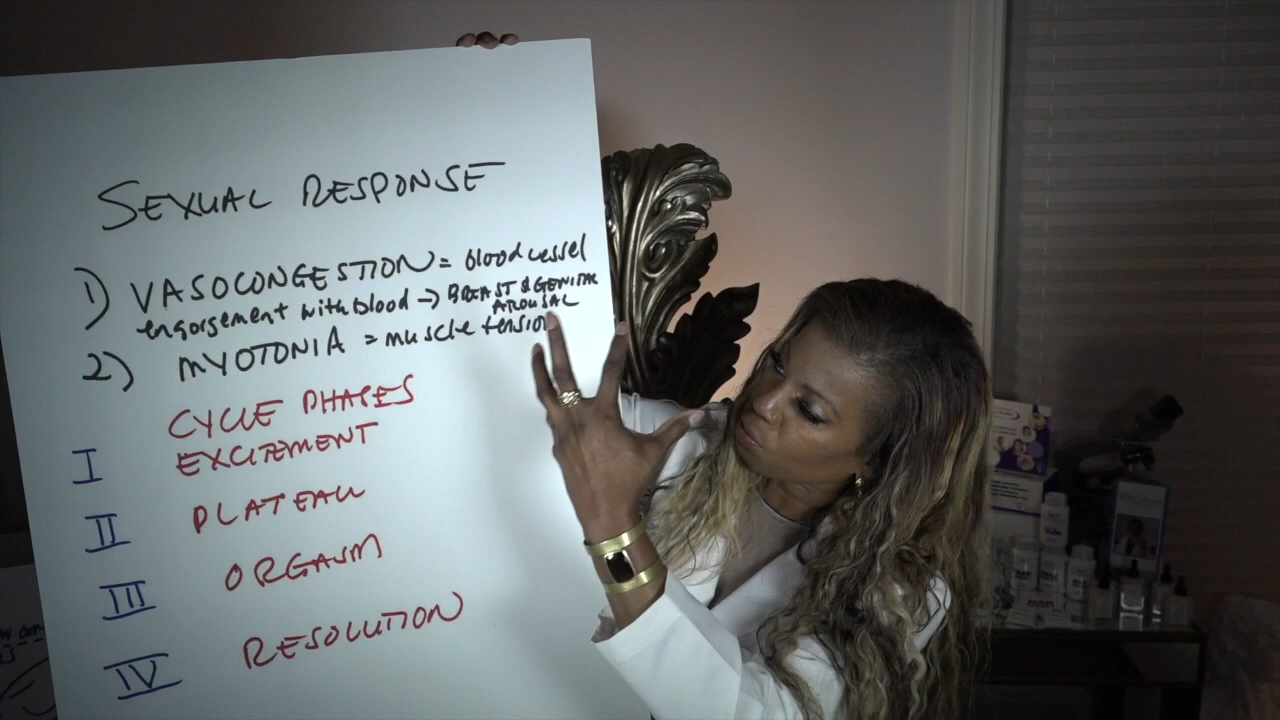 SEXUAL RESPONSE
1) VASOCONGESTION = blood vessel
engorgement with blood → BREAST & GENITAL
AROUSAL
2) MYOTONIA = muscle tension
CYCLE PHASES
I EXCITEMENT
II PLATEAU
III ORGASM
IV RESOLUTION